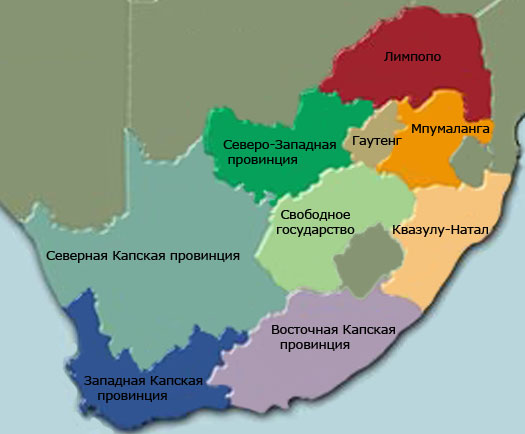 Лимпопо
Мпумаланга
Гаутенг
Северо-Западная
провинция
Свободное
государство
Квазулу-Натал
Северная Капская провинция
Восточная Капская
провинция
Западная Капская
провинция